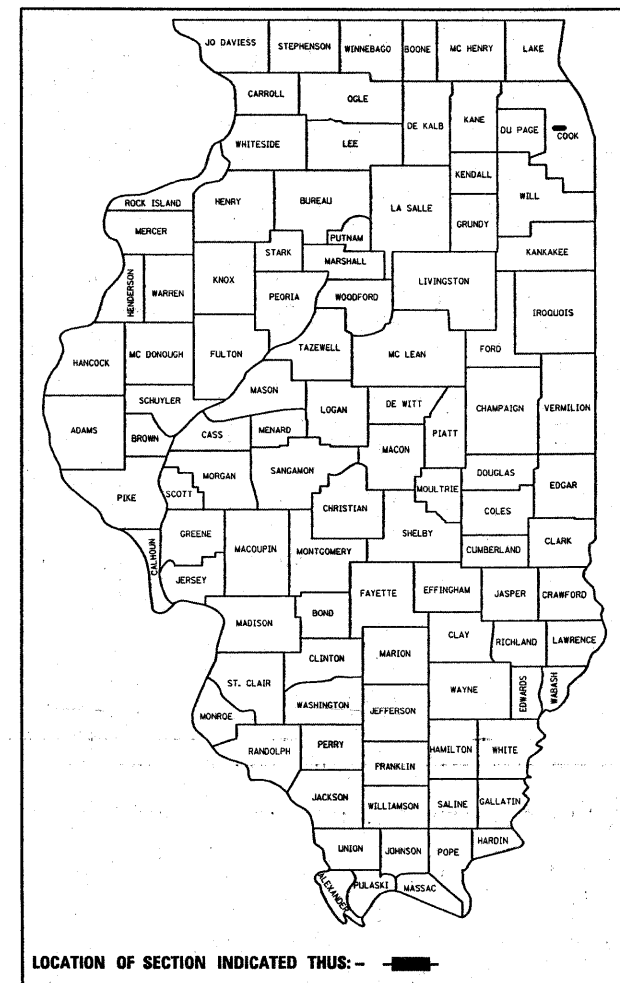 JO DAVIESS STEPHENSON WINNEBAGO BOONE MC HENRY LAKE
CARROLL OGLE DE KALB KANE DU PAGE COOK
WHITESIDE LEE
KENDALL WILL
ROCK ISLAND HENRY BUREAU LA SALLE GRUNDY
MERCER PUTNAM
STARK MARSHALL KANKAKEE
HENDERSON WARREN KNOX PEORIA WOODFORD LIVINGSTON IROQUOIS
HANCOCK MC DONOUGH FULTON TAZEWELL MC LEAN FORD
MASON
SCHUYLER LOGAN DE WITT CHAMPAIGN VERMILION
ADAMS BROWN CASS MENARD PIATT
MACON
PIKE SCOTT MORGAN SANGAMON MOULTRIE DOUGLAS EDGAR
CHRISTIAN COLES
CALHOUN GREENE MACOUPIN MONTGOMERY SHELBY CUMBERLAND CLARK
JERSEY
FAYETTE EFFINGHAM JASPER CRAWFORD
MADISON BOND
CLAY RICHLAND LAWRENCE
CLINTON MARION
ST. CLAIR WAYNE EDWARDS WABASH
WASHINGTON JEFFERSON
MONROE
RANDOLPH PERRY HAMILTON WHITE
FRANKLIN
JACKSON WILLIAMSON SALINE GALLATIN
UNION JOHNSON POPE HARDIN
ALEXANDER PULASKI MASSAC
LOCATION OF SECTION INDICATED THUS: -